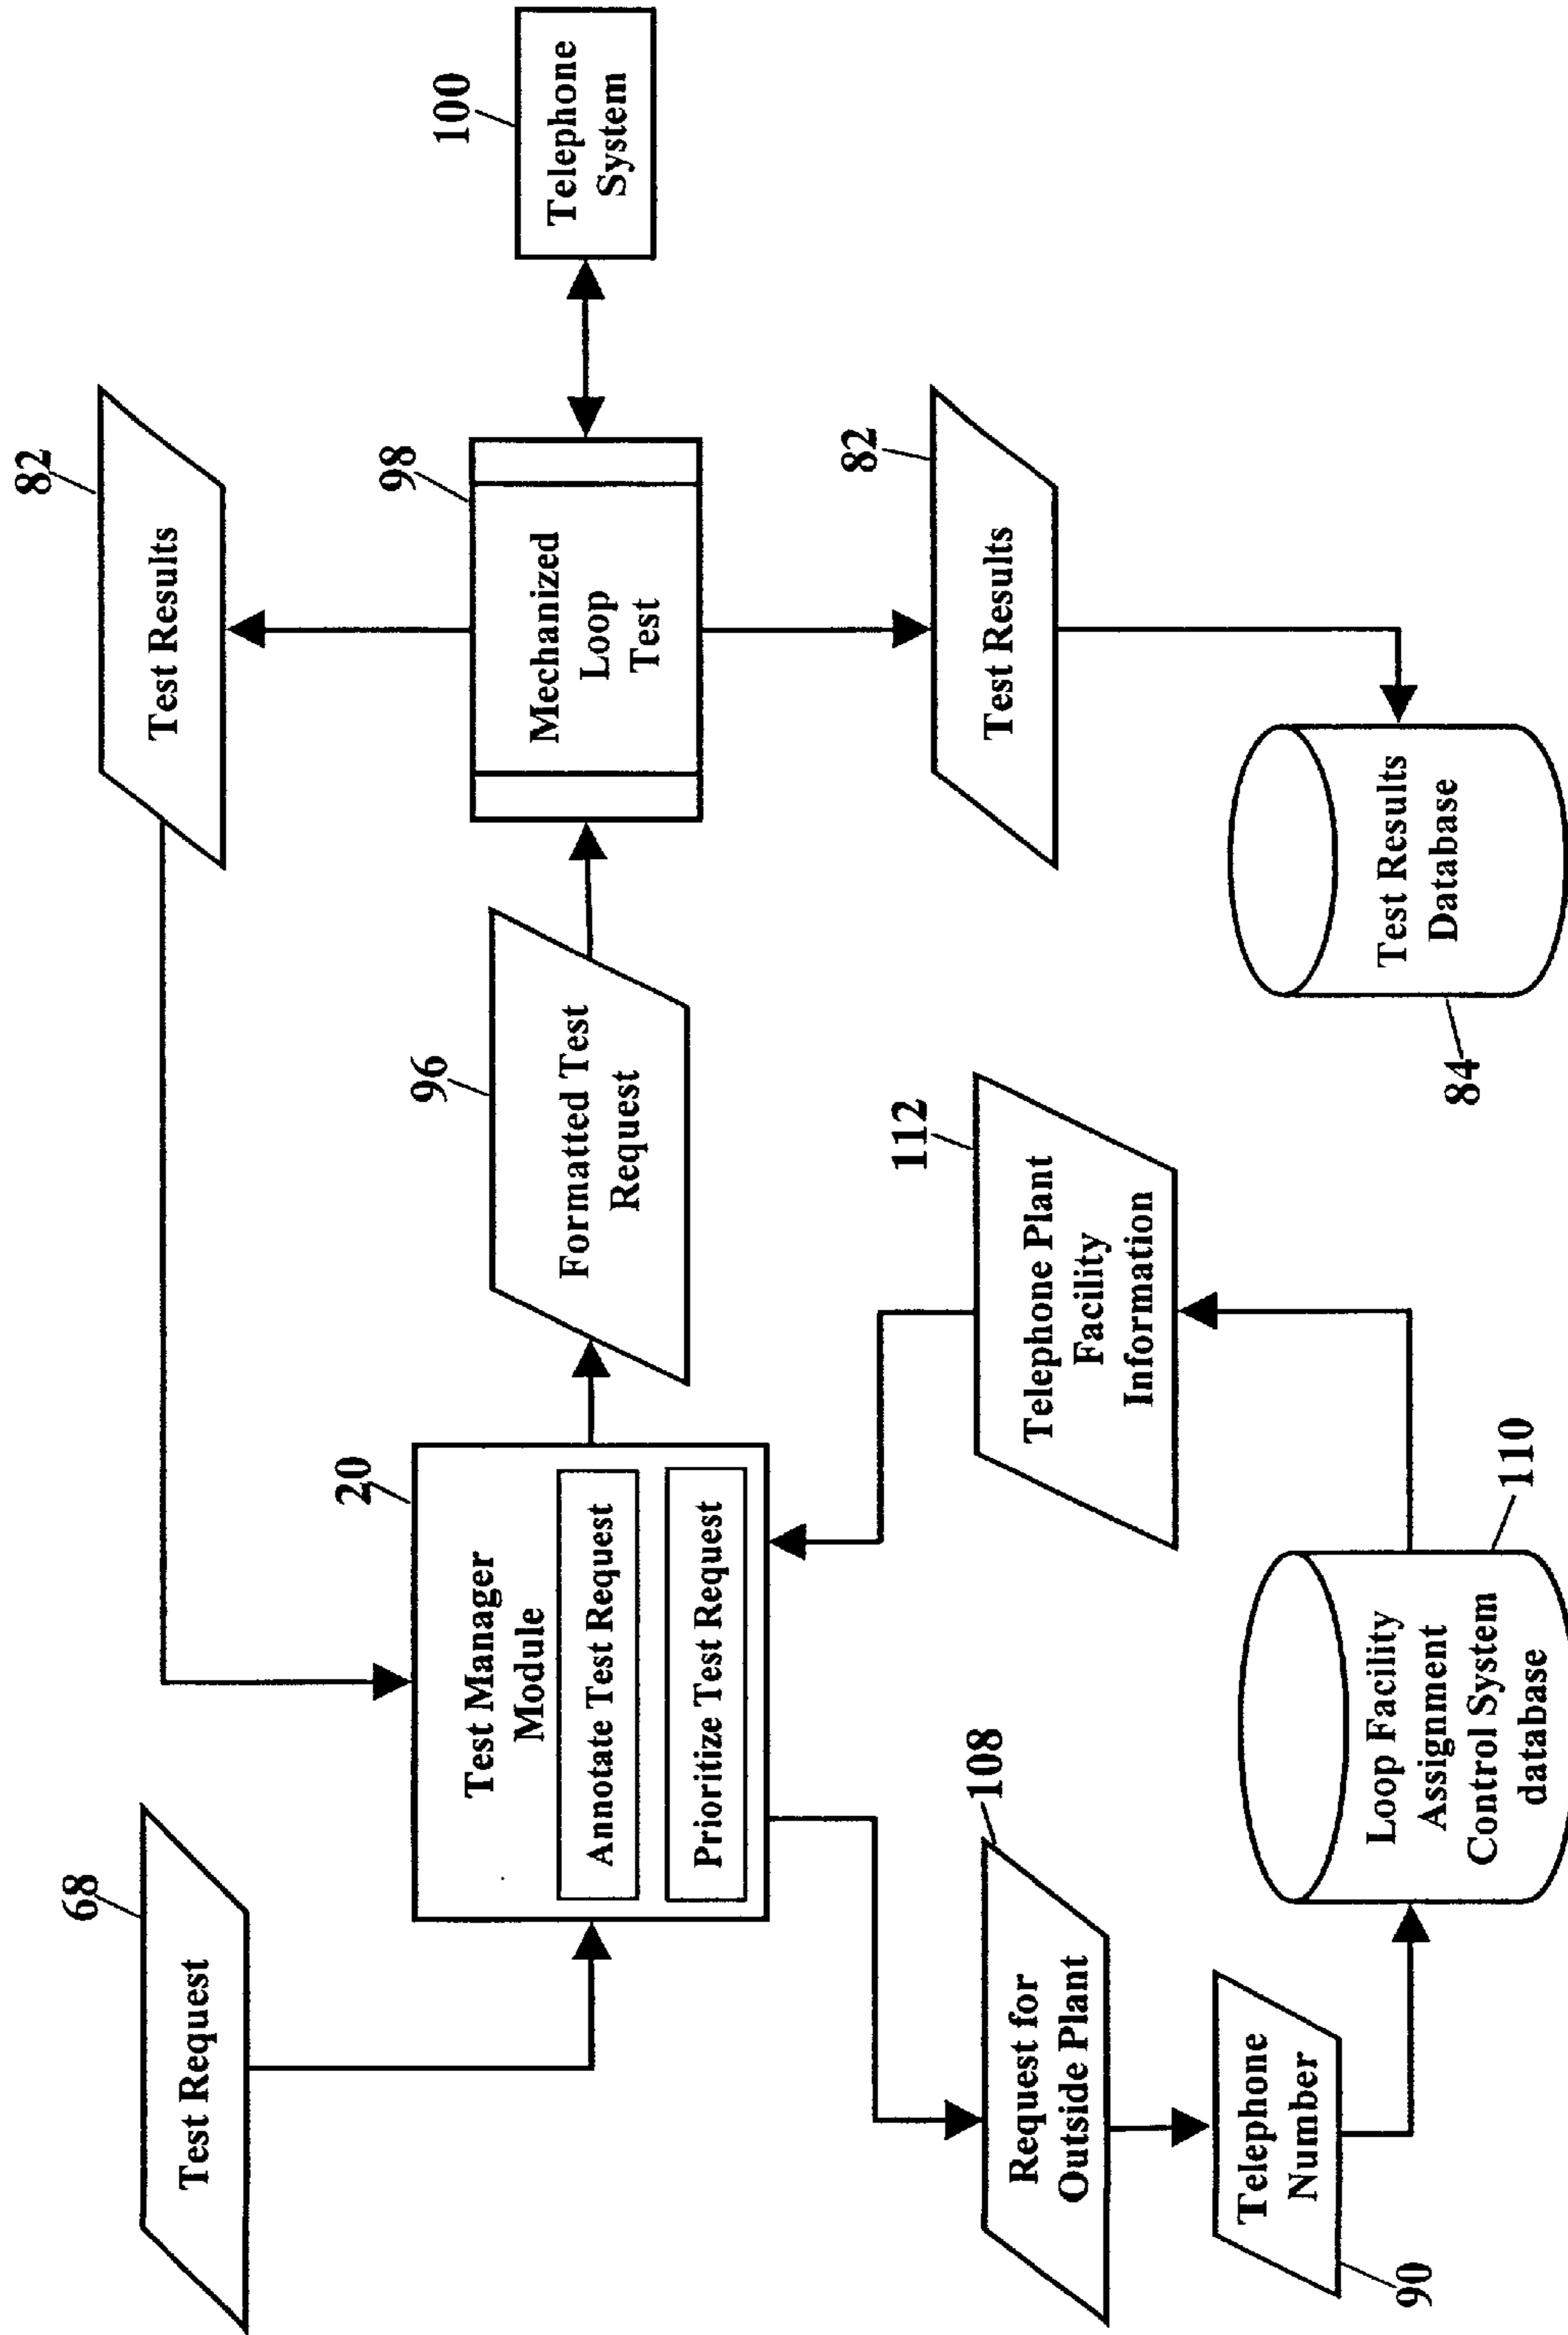 68
Test Request
82
Test Results
20
Test Manager
Module
Annotate Test Request
Prioritize Test Request
96
Formatted Test
Request
98
Mechanized
Loop
Test
100
Telephone
System
108
Request for
Outside Plant
112
Telephone Plant
Facility
Information
82
Test Results
Telephone
Number
90
Loop Facility
Assignment
Control System
database
110
Test Results
Database
84